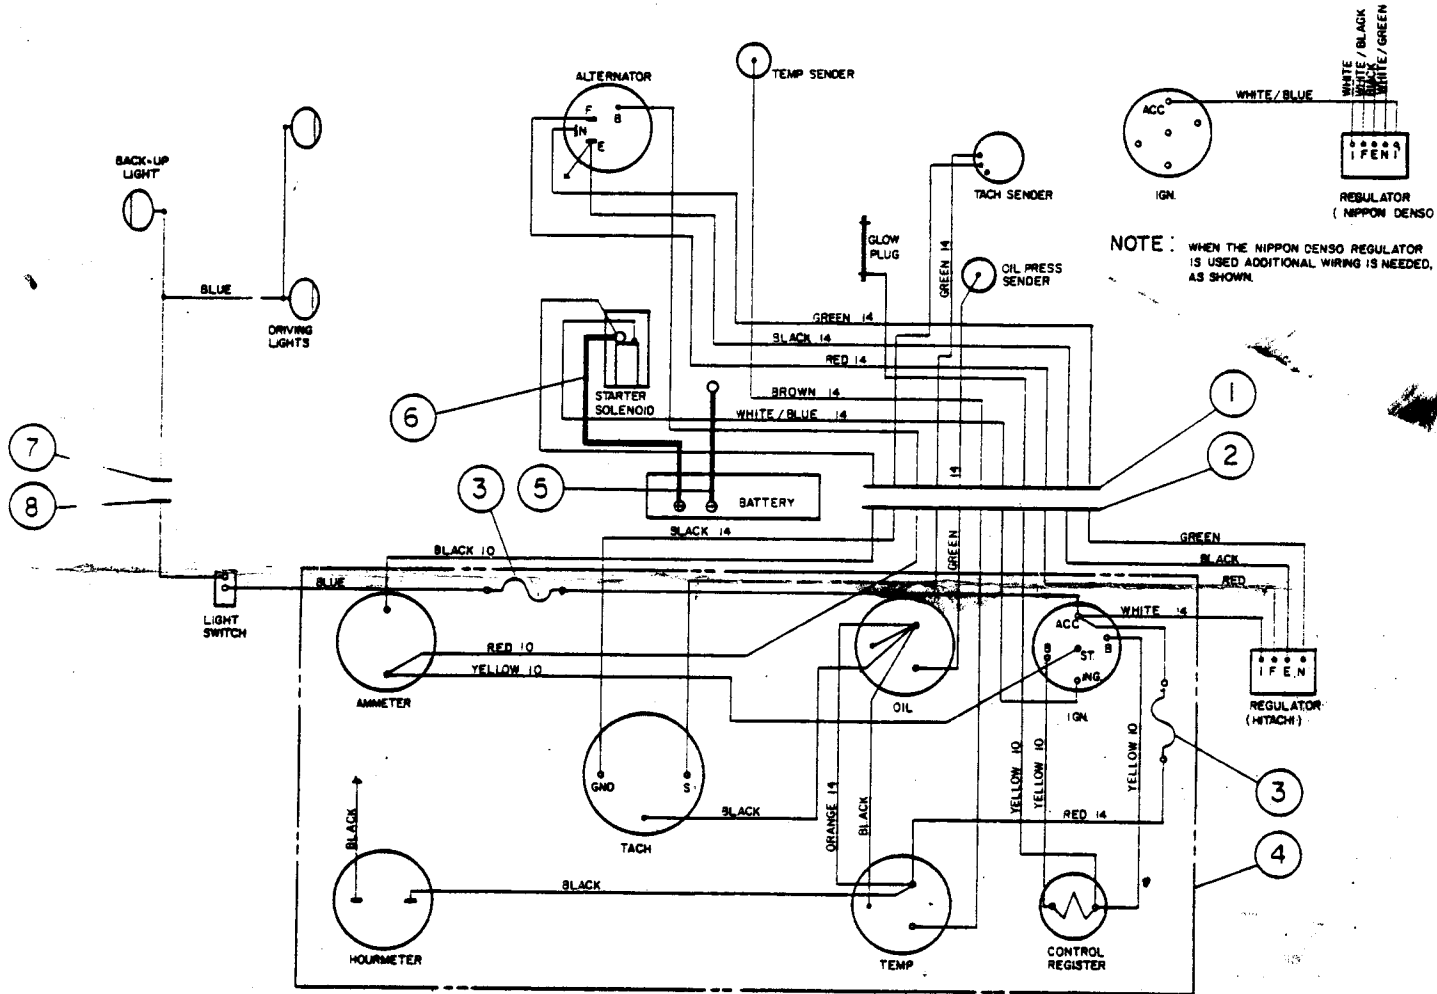 WHITE
WHITE / BLACK
BLACK
WHITE / GREEN
ALTERNATOR
TEMP SENDER
F
B
N
E
ACC
WHITE/BLUE
I F E N I
IGN.
REGULATOR
( NIPPON DENSO
NOTE : WHEN THE NIPPON DENSO REGULATOR
IS USED ADDITIONAL WIRING IS NEEDED,
AS SHOWN.
BACK-UP
LIGHT
TACH SENDER
GLOW
PLUG
GREEN 14
OIL PRESS
SENDER
BLUE
DRIVING
LIGHTS
GREEN 14
BLACK 14
RED 14
BROWN 14
WHITE / BLUE 14
STARTER
SOLENOID
6
1
2
7
8
3
5
BATTERY
GREEN 14
BLACK 14
BLACK 10
GREEN
BLACK
RED
BLUE
LIGHT
SWITCH
WHITE 14
ACC
B
B
ST.
ING.
IGN.
I F E N
REGULATOR
(HITACHI)
RED 10
YELLOW 10
AMMETER
OIL
GND
S
TACH
BLACK
ORANGE 14
BLACK
YELLOW 10
YELLOW 10
YELLOW 10
RED 14
3
4
BLACK
HOURMETER
BLACK
TEMP
CONTROL
REGISTER